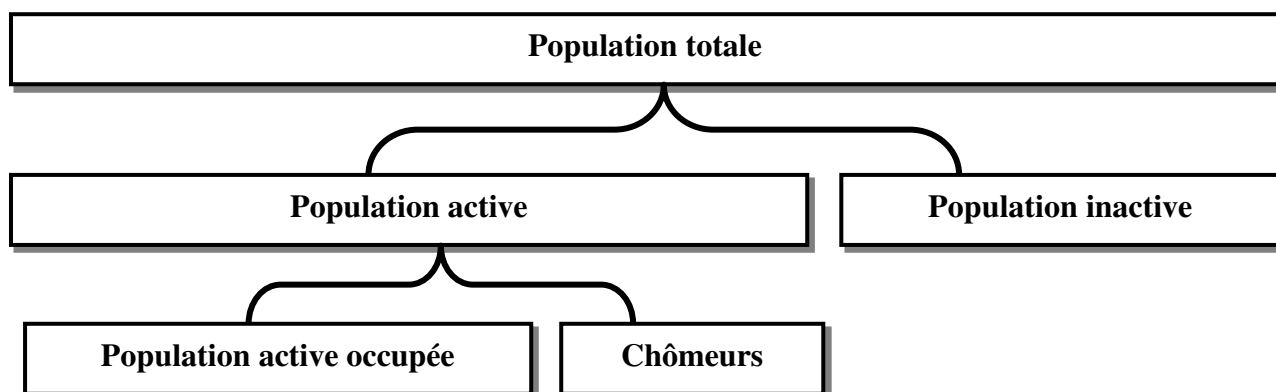 Population totale
Population active
Population inactive
Population active occupée
Chômeurs